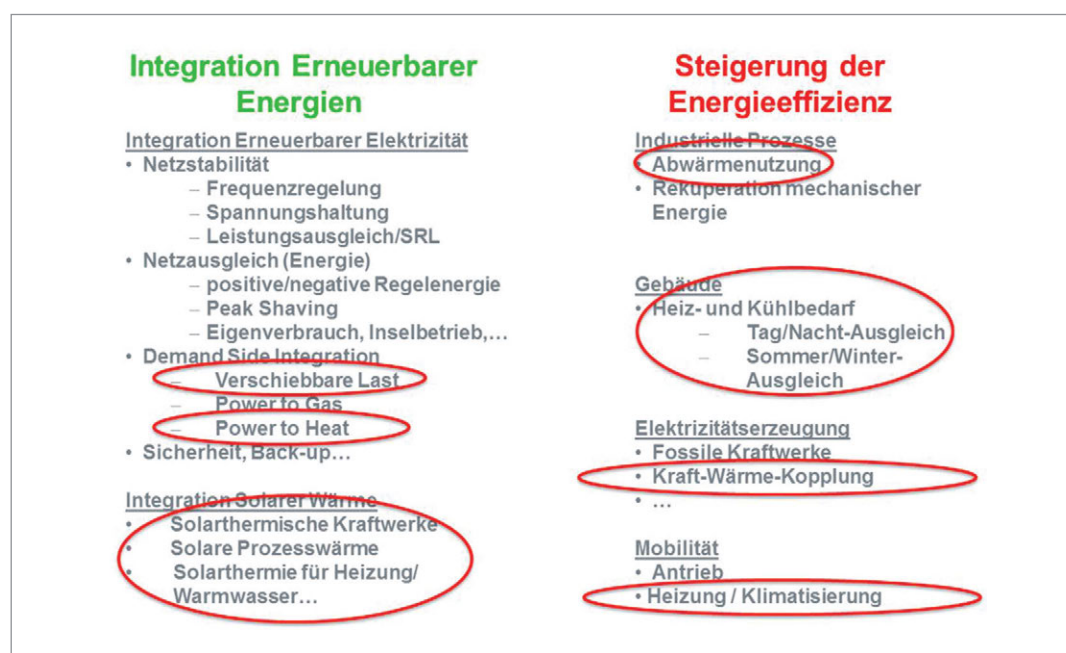 Integration Erneuerbarer
Energien
Integration Erneuerbarer Elektrizität
• Netzstabilität
– Frequenzregelung
– Spannungshaltung
– Leistungsausgleich/SRL
• Netzausgleich (Energie)
– positive/negative Regelenergie
– Peak Shaving
– Eigenverbrauch, Inselbetrieb,…
• Demand Side Integration
– Verschiebbare Last
– Power to Gas
– Power to Heat
• Sicherheit, Back-up…
Integration Solarer Wärme
• Solarthermische Kraftwerke
• Solare Prozesswärme
• Solarthermie für Heizung/
Warmwasser…
Steigerung der
Energieeffizienz
Industrielle Prozesse
• Abwärmenutzung
• Rekuperation mechanischer
Energie
Gebäude
• Heiz- und Kühlbedarf
– Tag/Nacht-Ausgleich
– Sommer/Winter-
Ausgleich
Elektrizitätserzeugung
• Fossile Kraftwerke
• Kraft-Wärme-Kopplung
• …
Mobilität
• Antrieb
• Heizung / Klimatisierung